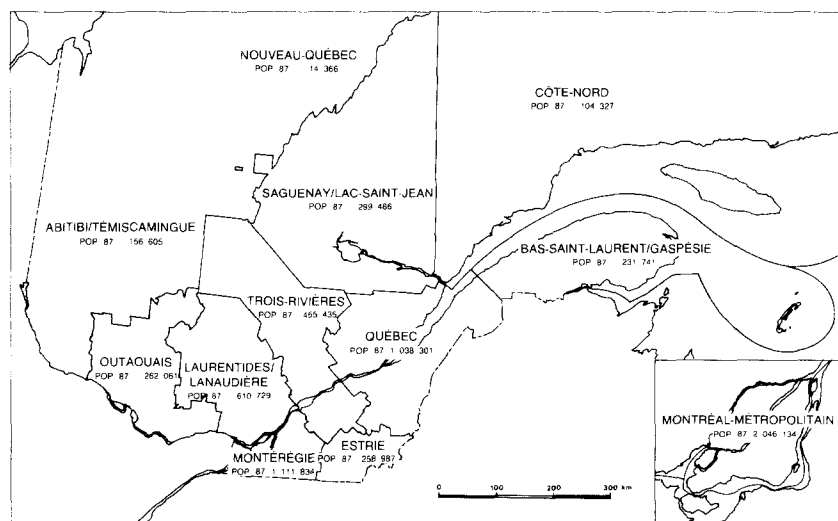 NOUVEAU-QUÉBEC
POP 87 14 366
CÔTE-NORD
POP 87 104 327
SAGUENAY/LAC-SAINT-JEAN
POP 87 299 466
ABITIBI/TÉMISCAMINGUE
POP 87 156 605
BAS-SAINT-LAURENT/GASPÉSIE
POP 87 231 741
TROIS-RIVIÈRES
POP 87 455 435
QUÉBEC
POP 87 1 038 301
OUTAOUAIS
POP 87 262 061
LAURENTIDES/
LANAUDIÈRE
POP 87 610 729
MONTÉRÉGIE
POP 87 1 111 834
ESTRIE
POP 87 258 987
MONTRÉAL-MÉTROPOLITAIN
POP 87 2 046 134
0 100 200 300 km